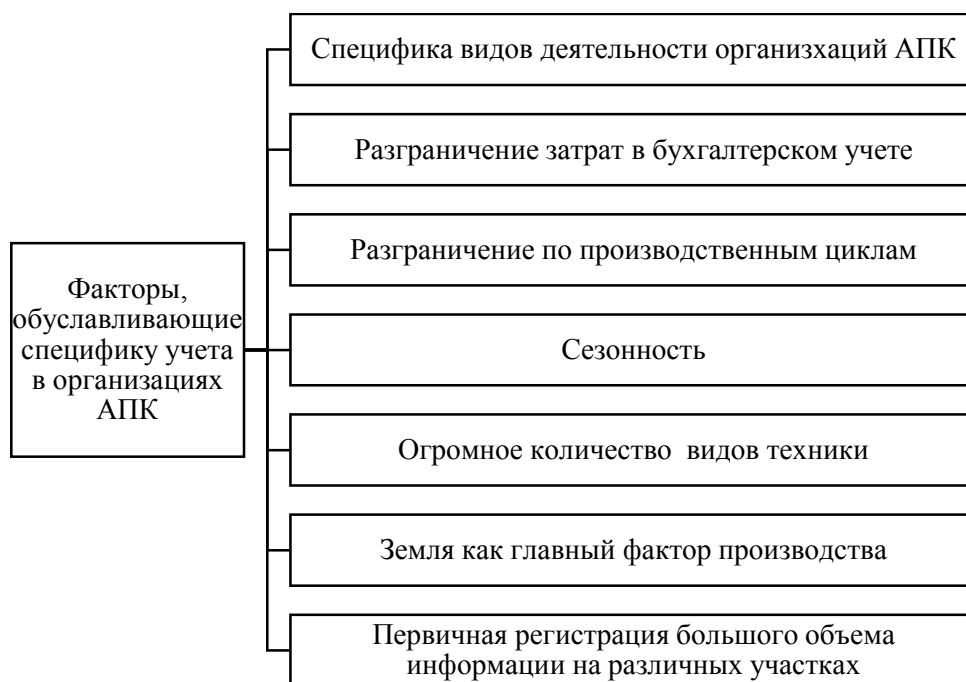 Факторы,
обуславливающие
специфику учета
в организациях
АПК
Специфика видов деятельности организхаций АПК
Разграничение затрат в бухгалтерском учете
Разграничение по производственным циклам
Сезонность
Огромное количество  видов техники
Земля как главный фактор производства
Первичная регистрация большого объема
информации на различных участках